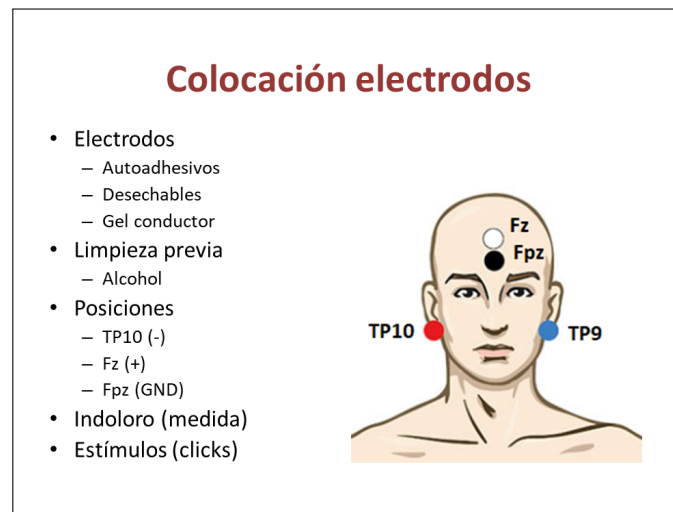 Colocación electrodos
• Electrodos
– Autoadhesivos
– Desechables
– Gel conductor
• Limpieza previa
– Alcohol
• Posiciones
– TP10 (-)
– Fz (+)
– Fpz (GND)
• Indoloro (medida)
• Estímulos (clicks)
Fz
Fpz
TP10
TP9